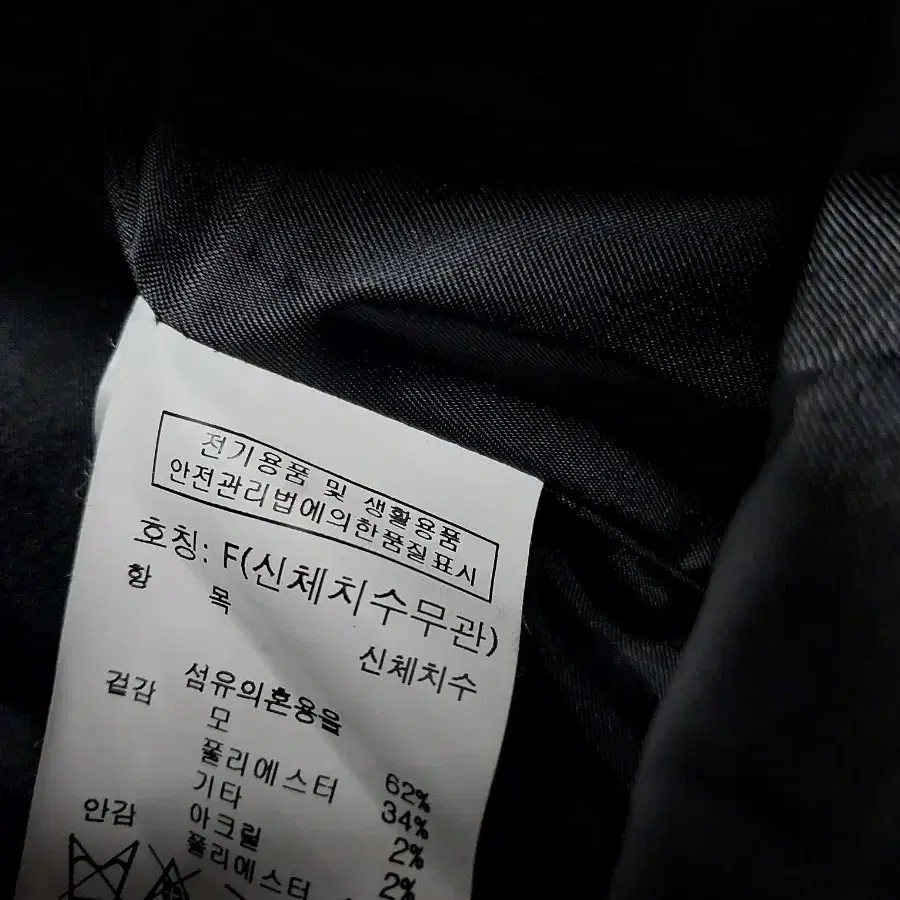 전기용품 및 생활용품
안전관리법에의한품질표시
호칭: F(신체치수무관)
항 목
신체치수
섬유의혼용율
겉감 모 62%
폴리에스터 34%
기타 2%
아크릴 2%
안감 폴리에스터